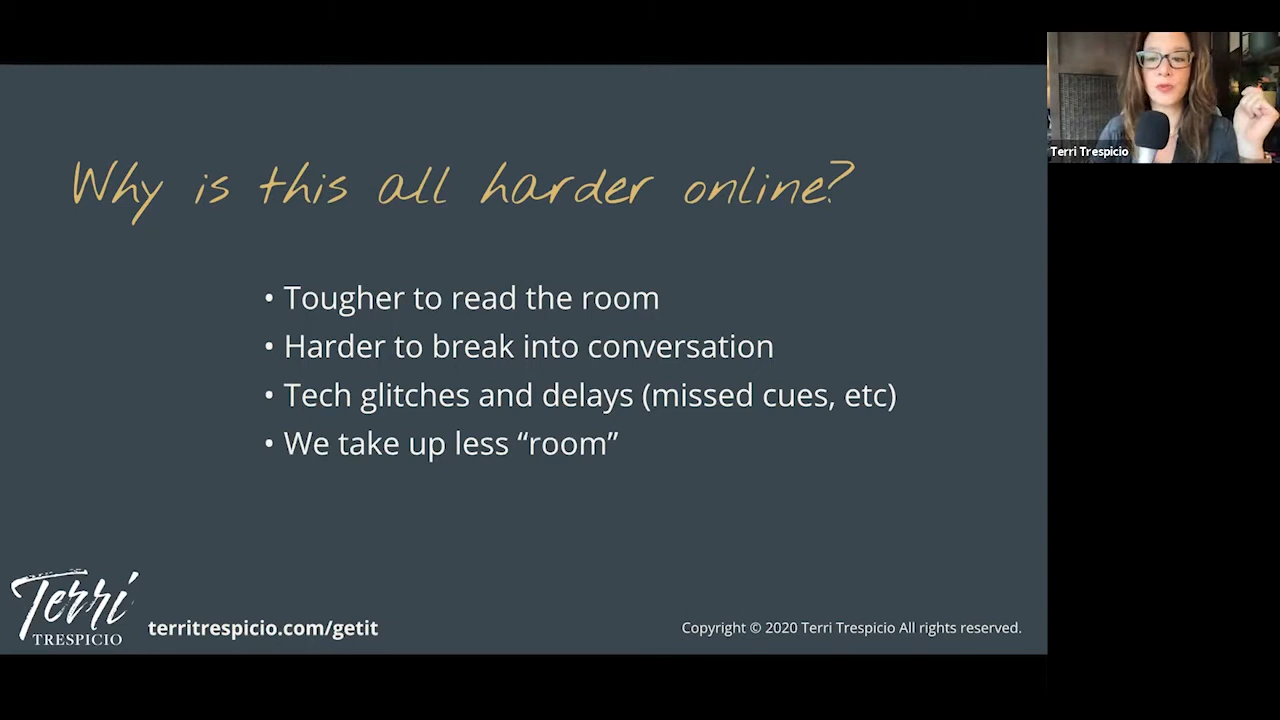 Why is this all harder online?
• Tougher to read the room
• Harder to break into conversation
• Tech glitches and delays (missed cues, etc)
• We take up less “room”
Terri
TRESPICIO
territrespicio.com/getit
Copyright © 2020 Terri Trespicio All rights reserved.
Terri Trespicio